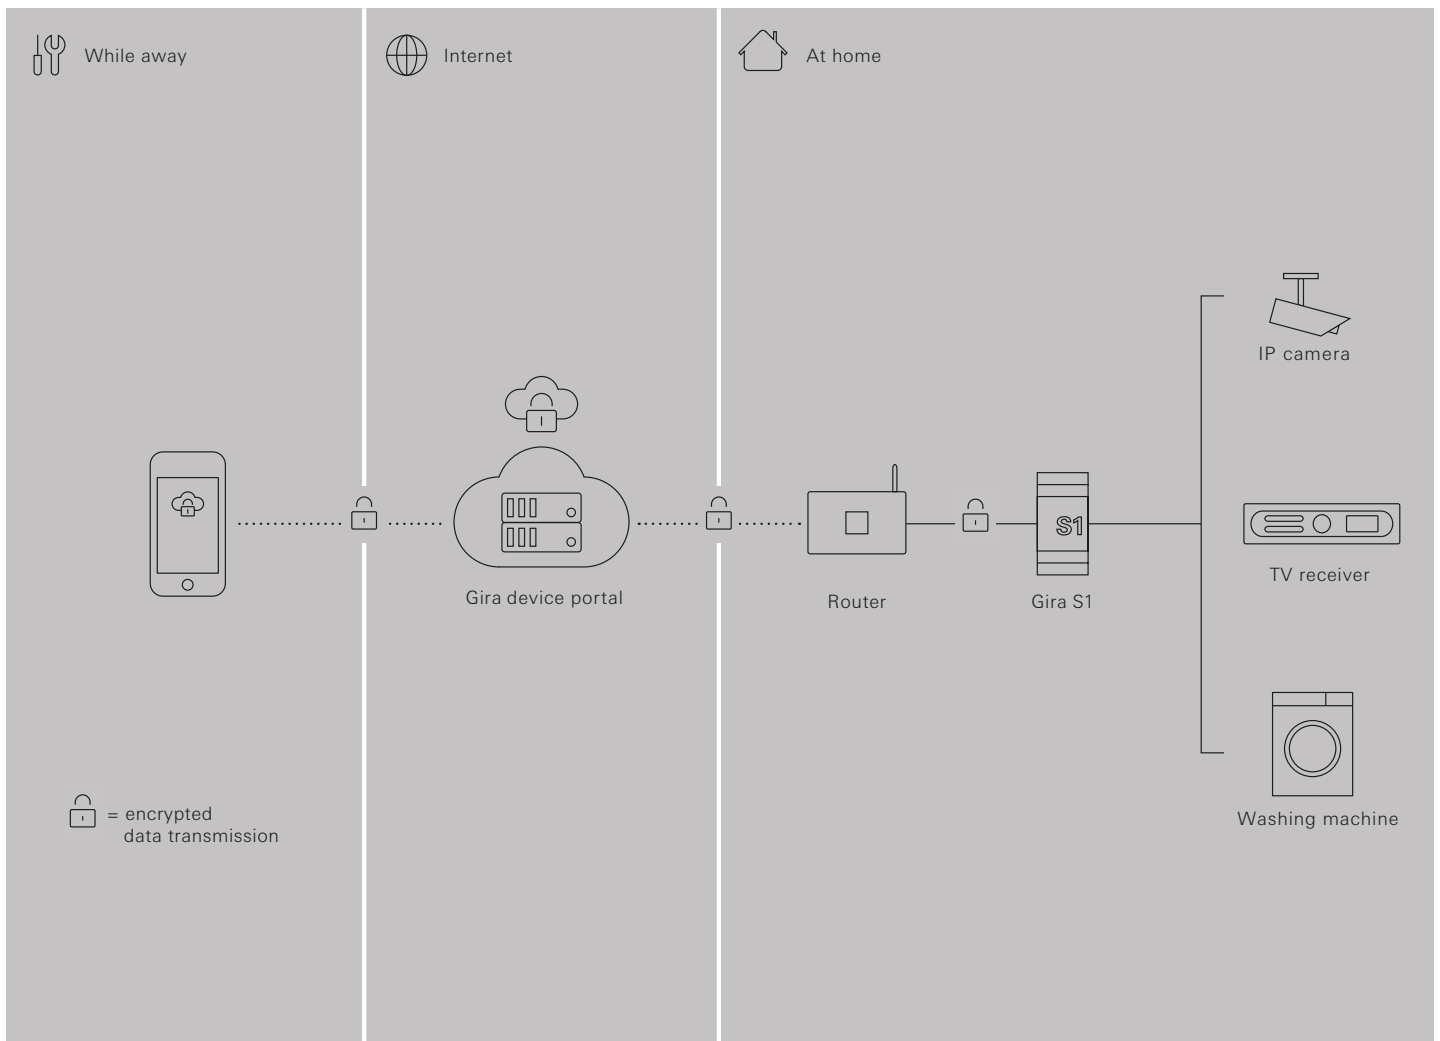 While away
Internet
At home
IP camera
TV receiver
S1
Gira device portal
Router
Gira S1
= encrypted
data transmission
Washing machine